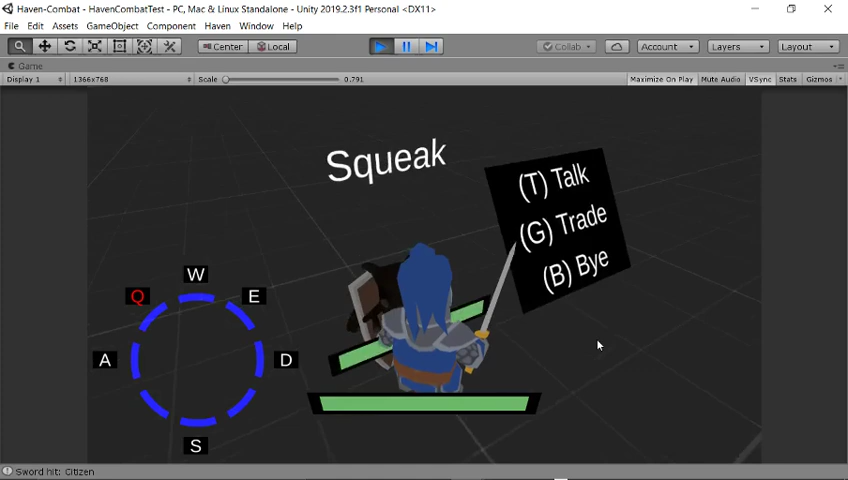 Haven-Combat - HavenCombatTest - PC, Mac & Linux Standalone - Unity 2019.2.3f1 Personal <DX11>
File Edit Assets GameObject Component Haven Window Help
Center Local Collab Account Layers Layout
Game
Display 1 1366x768 Scale 0.791 Maximize On Play Mute Audio VSync Stats Gizmos
Squeak
(T) Talk
(G) Trade
(B) Bye
W
Q E
A D
S
Sword hit: Citizen